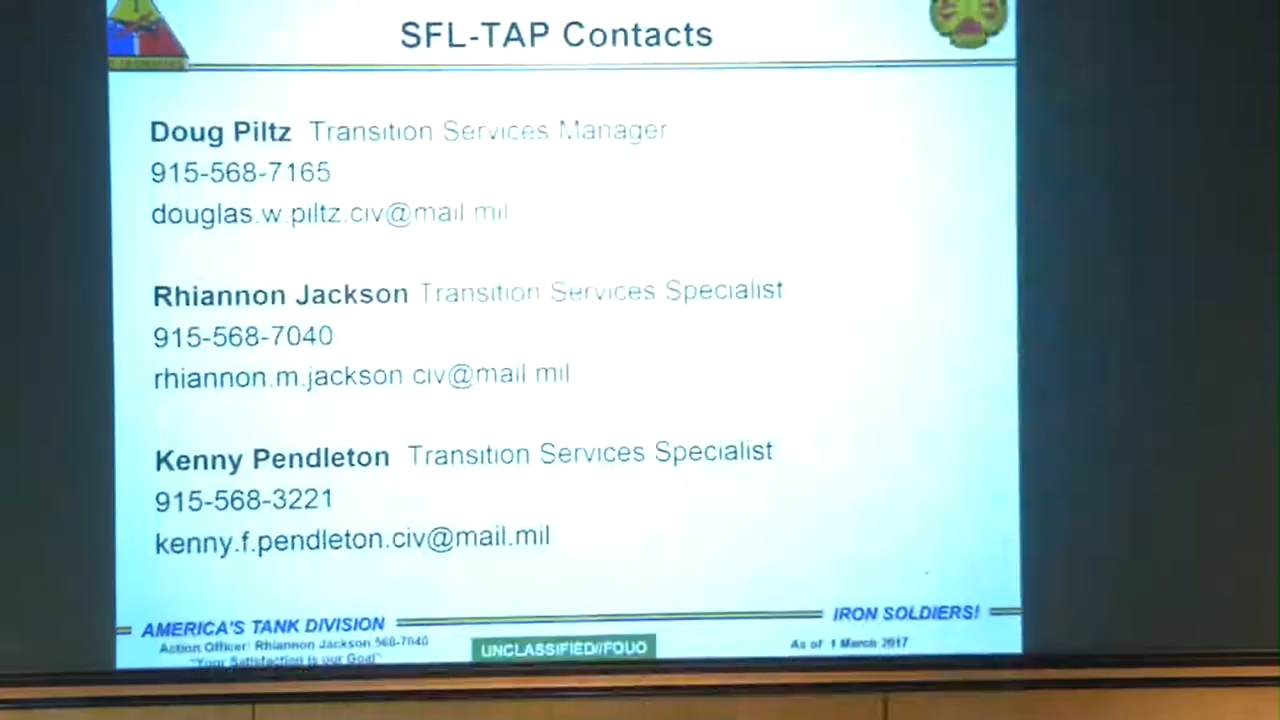 SFL-TAP Contacts
Doug Piltz Transition Services Manager
915-568-7165
douglas.w.piltz.civ@mail.mil
Rhiannon Jackson Transition Services Specialist
915-568-7040
rhiannon.m.jackson.civ@mail.mil
Kenny Pendleton Transition Services Specialist
915-568-3221
kenny.f.pendleton.civ@mail.mil
AMERICA'S TANK DIVISION
IRON SOLDIERS!
Action Officer: Rhiannon Jackson 568-7040
"Your Satisfaction is our Goal"
UNCLASSIFIED//FOUO
As of 1 March 2017